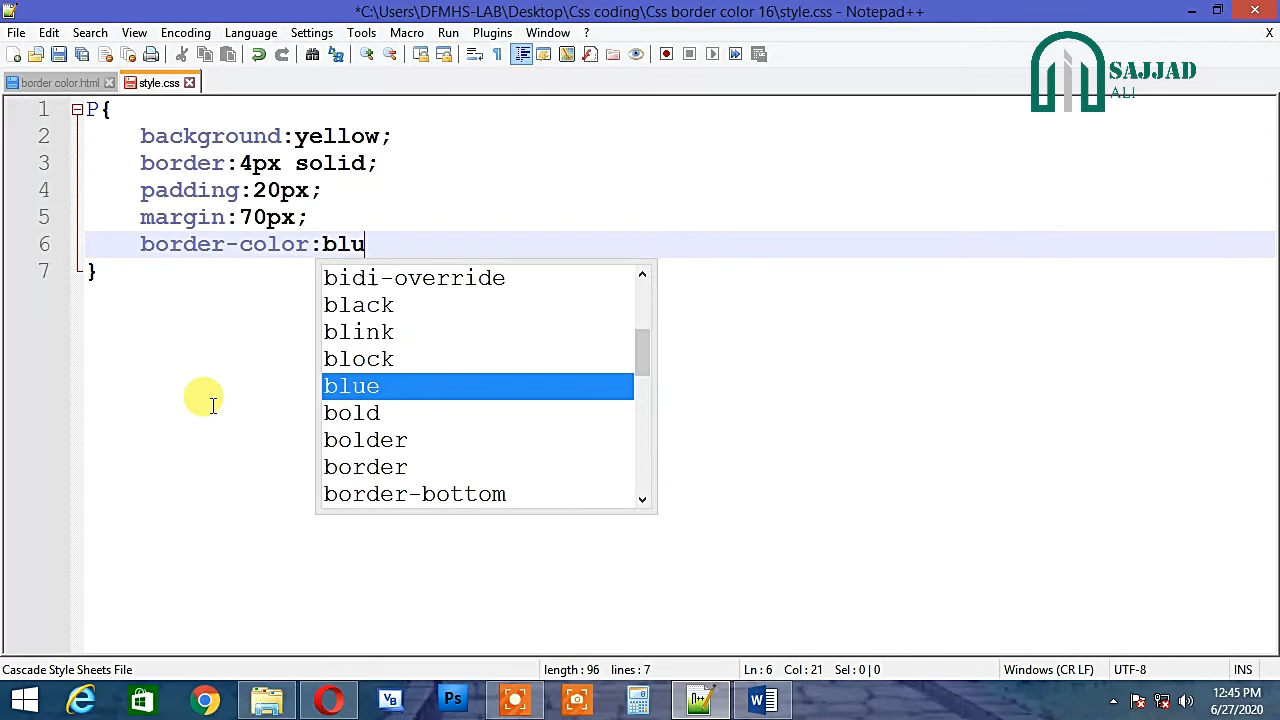 *C:\Users\DFMHS-LAB\Desktop\Css coding\Css border color 16\style.css - Notepad++
File Edit Search View Encoding Language Settings Tools Macro Run Plugins Window ? X
border color.html style.css
SAJJAD
ALI
1 P{
2 background:yellow;
3 border:4px solid;
4 padding:20px;
5 margin:70px;
6 border-color:blu
7 }
bidi-override
black
blink
block
blue
bold
bolder
border
border-bottom
Cascade Style Sheets File length : 96 lines : 7 Ln : 6 Col : 21 Sel : 0 | 0 Windows (CR LF) UTF-8 INS
VB Ps W
12:45 PM
6/27/2020